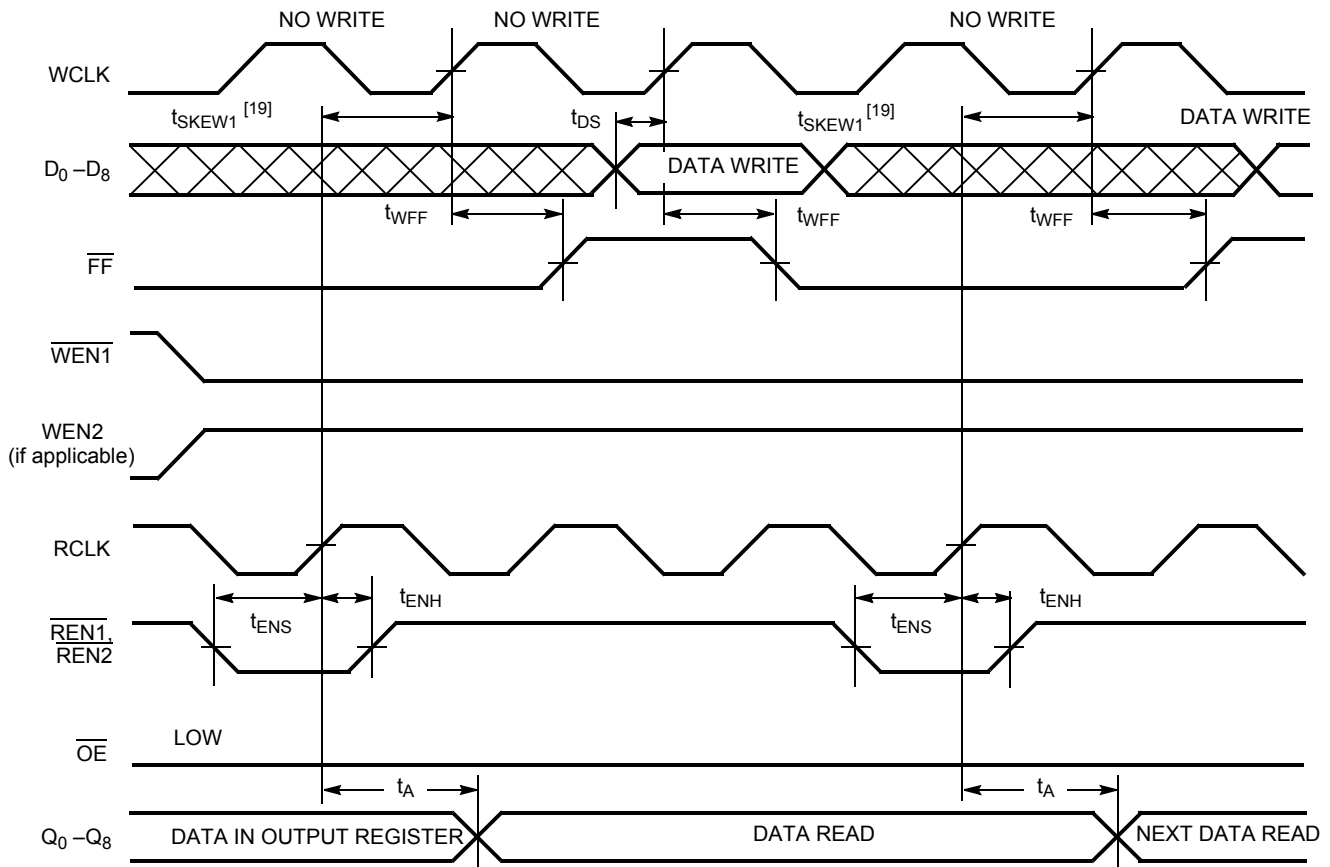 NO WRITE NO WRITE NO WRITE
WCLK
tSKEW1 [19] tDS tSKEW1 [19] DATA WRITE
D0 –D8 DATA WRITE
tWFF tWFF tWFF
FF
WEN1
WEN2
(if applicable)
RCLK
tENH tENH
REN1, tENS tENS
REN2
LOW
OE
tA tA
Q0 –Q8 DATA IN OUTPUT REGISTER DATA READ NEXT DATA READ